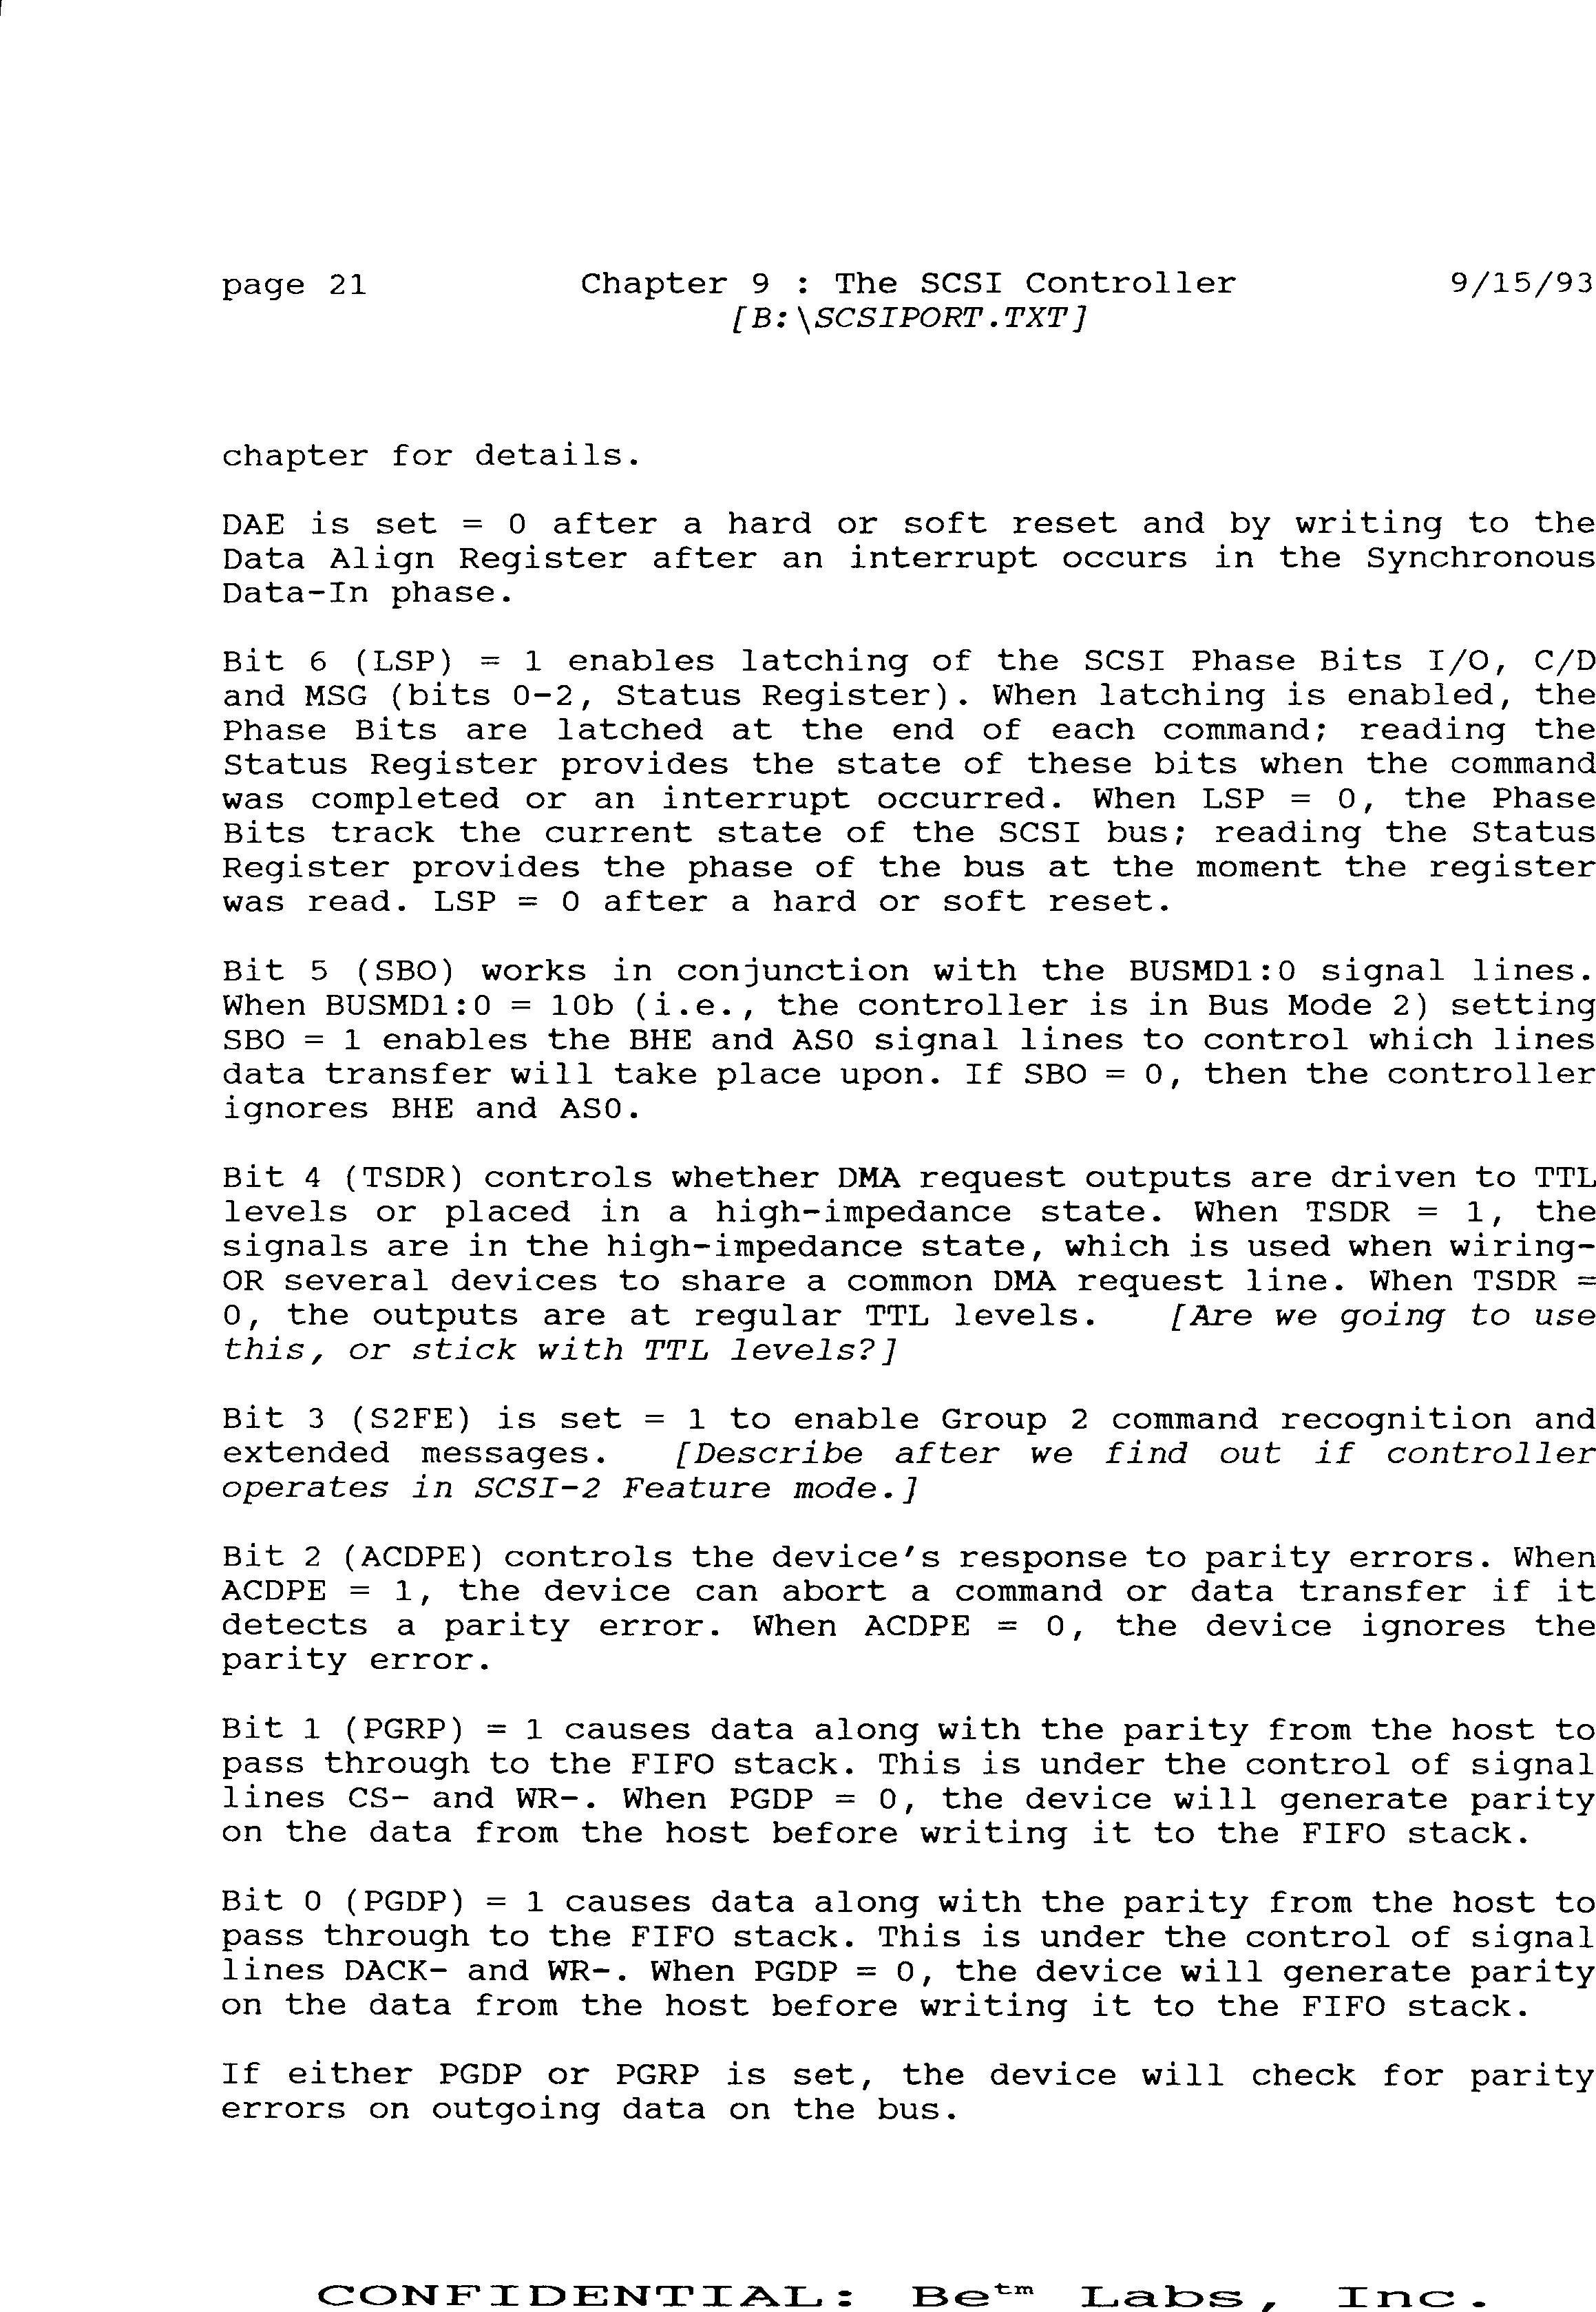 page 21 Chapter 9 : The SCSI Controller 9/15/93
[B:\SCSIPORT.TXT]
chapter for details.
DAE is set = 0 after a hard or soft reset and by writing to the
Data Align Register after an interrupt occurs in the Synchronous
Data-In phase.
Bit 6 (LSP) = 1 enables latching of the SCSI Phase Bits I/O, C/D
and MSG (bits 0-2, Status Register). When latching is enabled, the
Phase Bits are latched at the end of each command; reading the
Status Register provides the state of these bits when the command
was completed or an interrupt occurred. When LSP = 0, the Phase
Bits track the current state of the SCSI bus; reading the Status
Register provides the phase of the bus at the moment the register
was read. LSP = 0 after a hard or soft reset.
Bit 5 (SBO) works in conjunction with the BUSMD1:0 signal lines.
When BUSMD1:0 = 10b (i.e., the controller is in Bus Mode 2) setting
SBO = 1 enables the BHE and AS0 signal lines to control which lines
data transfer will take place upon. If SBO = 0, then the controller
ignores BHE and AS0.
Bit 4 (TSDR) controls whether DMA request outputs are driven to TTL
levels or placed in a high-impedance state. When TSDR = 1, the
signals are in the high-impedance state, which is used when wiring-
OR several devices to share a common DMA request line. When TSDR =
0, the outputs are at regular TTL levels. [Are we going to use
this, or stick with TTL levels?]
Bit 3 (S2FE) is set = 1 to enable Group 2 command recognition and
extended messages. [Describe after we find out if controller
operates in SCSI-2 Feature mode.]
Bit 2 (ACDPE) controls the device's response to parity errors. When
ACDPE = 1, the device can abort a command or data transfer if it
detects a parity error. When ACDPE = 0, the device ignores the
parity error.
Bit 1 (PGRP) = 1 causes data along with the parity from the host to
pass through to the FIFO stack. This is under the control of signal
lines CS- and WR-. When PGDP = 0, the device will generate parity
on the data from the host before writing it to the FIFO stack.
Bit 0 (PGDP) = 1 causes data along with the parity from the host to
pass through to the FIFO stack. This is under the control of signal
lines DACK- and WR-. When PGDP = 0, the device will generate parity
on the data from the host before writing it to the FIFO stack.
If either PGDP or PGRP is set, the device will check for parity
errors on outgoing data on the bus.
CONFIDENTIAL: Be™ Labs, Inc.